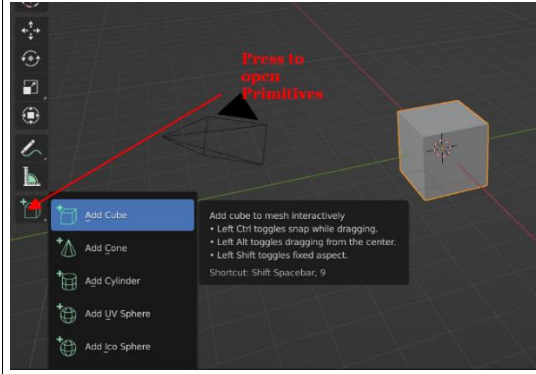 Press to
open
Primitives
Add Cube
Add Cone
Add Cylinder
Add UV Sphere
Add Ico Sphere
Add cube to mesh interactively
• Left Ctrl toggles snap while dragging.
• Left Alt toggles dragging from the center.
• Left Shift toggles fixed aspect.
Shortcut: Shift Spacebar, 9